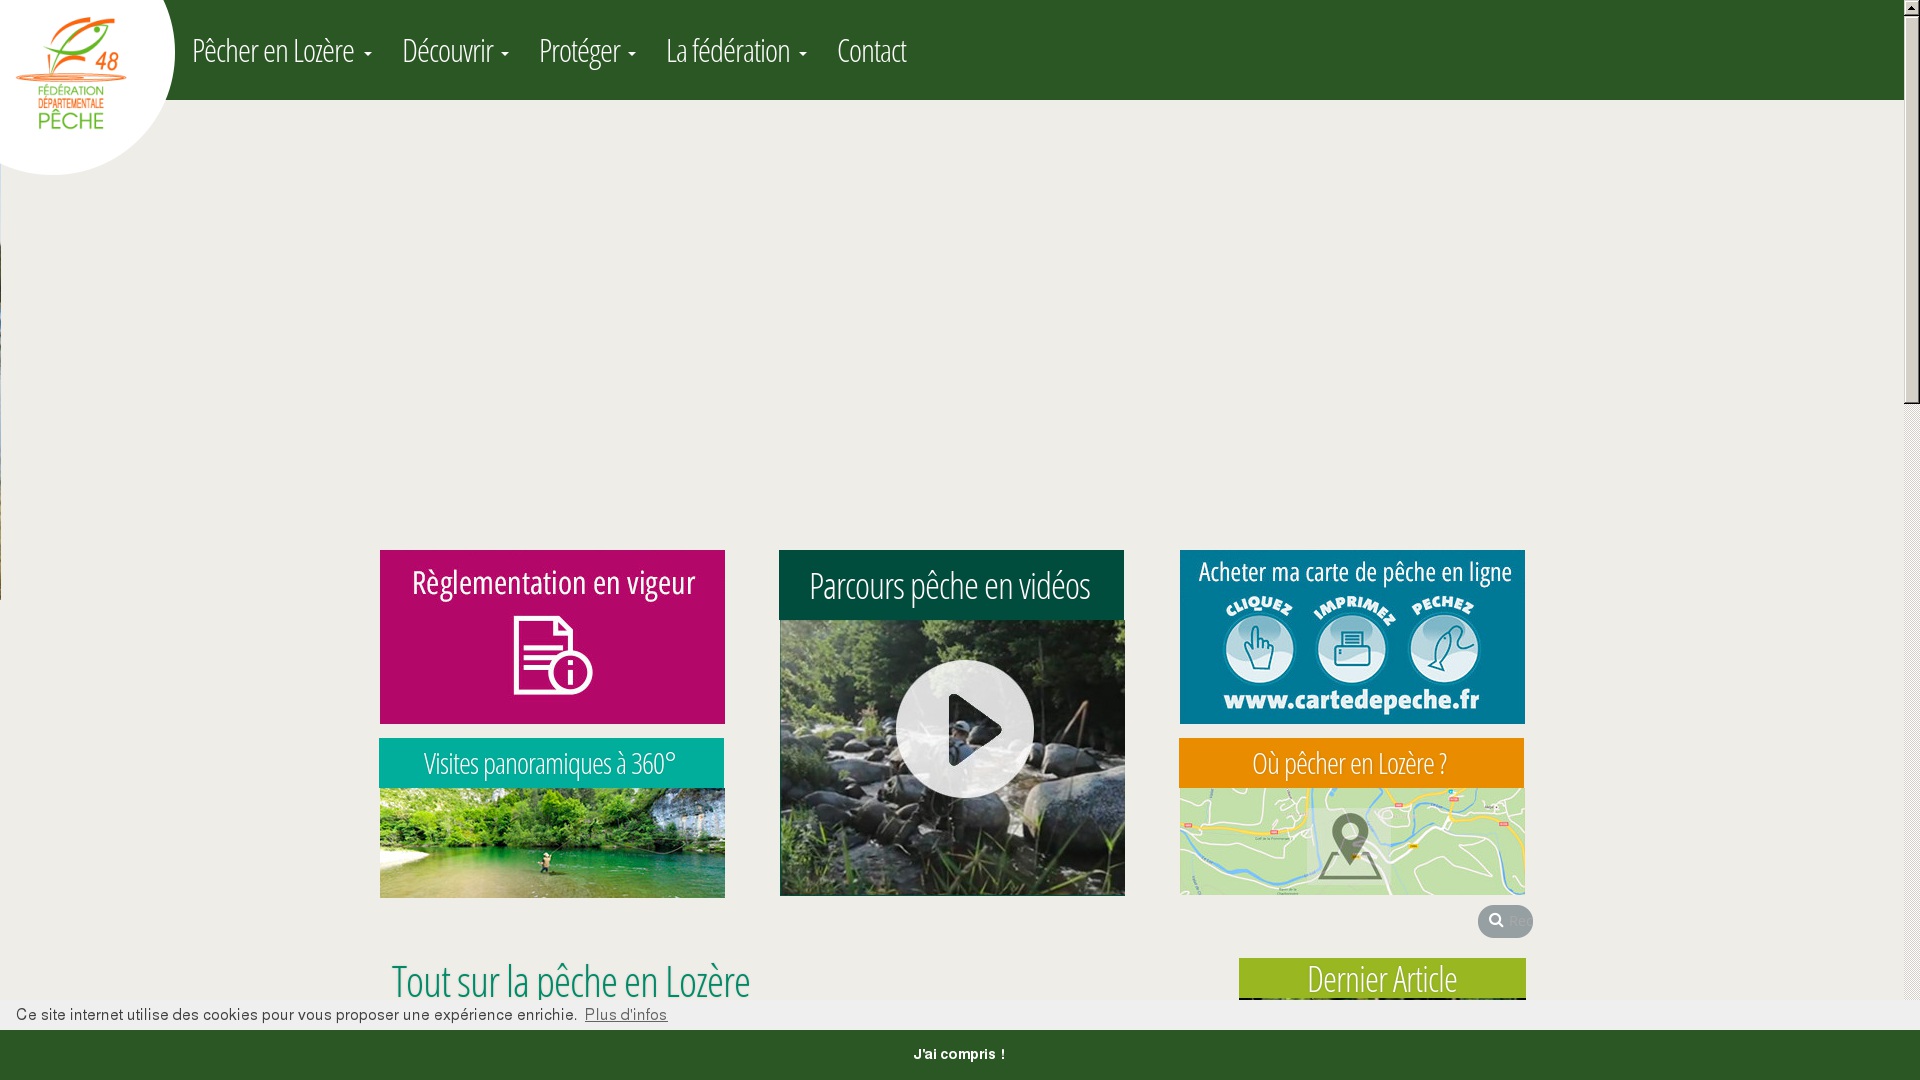 48
FÉDÉRATION
DÉPARTEMENTALE
PÊCHE
Pêcher en Lozère
Découvrir
Protéger
La fédération
Contact
Règlementation en vigeur
Parcours pêche en vidéos
Acheter ma carte de pêche en ligne
CLIQUEZ
IMPRIMEZ
PECHEZ
www.cartedepeche.fr
Visites panoramiques à 360°
Où pêcher en Lozère ?
Tout sur la pêche en Lozère
Dernier Article
Ce site internet utilise des cookies pour vous proposer une expérience enrichie. Plus d'infos
J'ai compris !